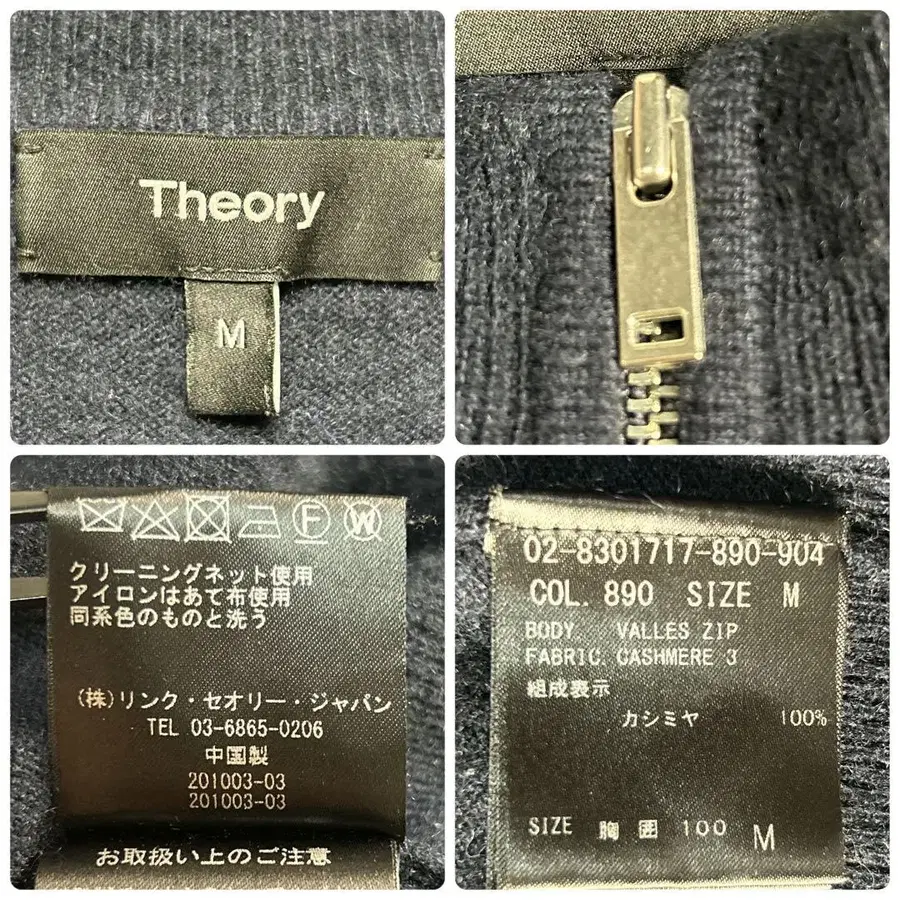 Theory
M
F W
クリーニングネット使用
アイロンはあて布使用
同系色のものと洗う
(株)リンク・セオリー・ジャパン
TEL 03-6865-0206
中国製
201003-03
201003-03
お取扱い上のご注意
02-8301717-890-904
COL. 890 SIZE M
BODY. VALLES ZIP
FABRIC. CASHMERE 3
組成表示
カシミヤ 100%
SIZE 胸囲 100 M